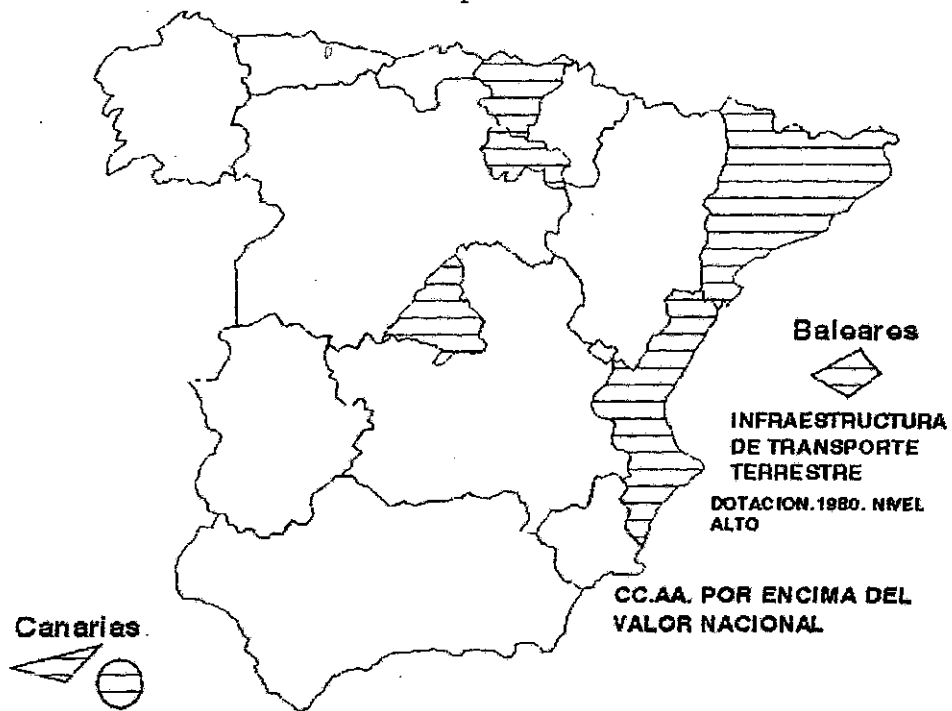 Baleares
INFRAESTRUCTURA
DE TRANSPORTE
TERRESTRE
DOTACION.1980. NIVEL
ALTO
CC.AA. POR ENCIMA DEL
VALOR NACIONAL
Canarias